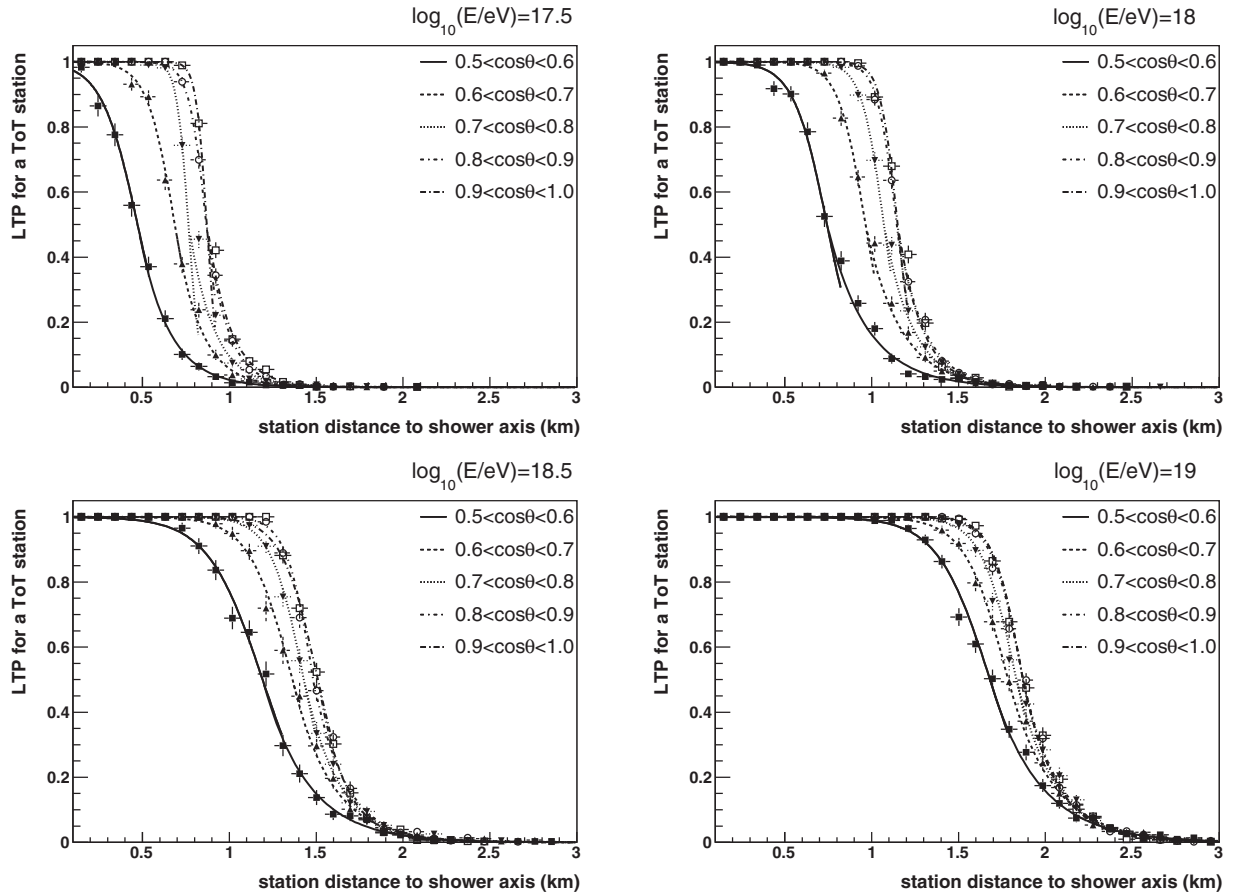 log10(E/eV)=17.5
LTP for a ToT station
1
0.8
0.6
0.4
0.2
0
0.5<cosθ<0.6
0.6<cosθ<0.7
0.7<cosθ<0.8
0.8<cosθ<0.9
0.9<cosθ<1.0
0.5 1 1.5 2 2.5 3
station distance to shower axis (km)
log10(E/eV)=18
LTP for a ToT station
1
0.8
0.6
0.4
0.2
0
0.5<cosθ<0.6
0.6<cosθ<0.7
0.7<cosθ<0.8
0.8<cosθ<0.9
0.9<cosθ<1.0
0.5 1 1.5 2 2.5 3
station distance to shower axis (km)
log10(E/eV)=18.5
LTP for a ToT station
1
0.8
0.6
0.4
0.2
0
0.5<cosθ<0.6
0.6<cosθ<0.7
0.7<cosθ<0.8
0.8<cosθ<0.9
0.9<cosθ<1.0
0.5 1 1.5 2 2.5 3
station distance to shower axis (km)
log10(E/eV)=19
LTP for a ToT station
1
0.8
0.6
0.4
0.2
0
0.5<cosθ<0.6
0.6<cosθ<0.7
0.7<cosθ<0.8
0.8<cosθ<0.9
0.9<cosθ<1.0
0.5 1 1.5 2 2.5 3
station distance to shower axis (km)